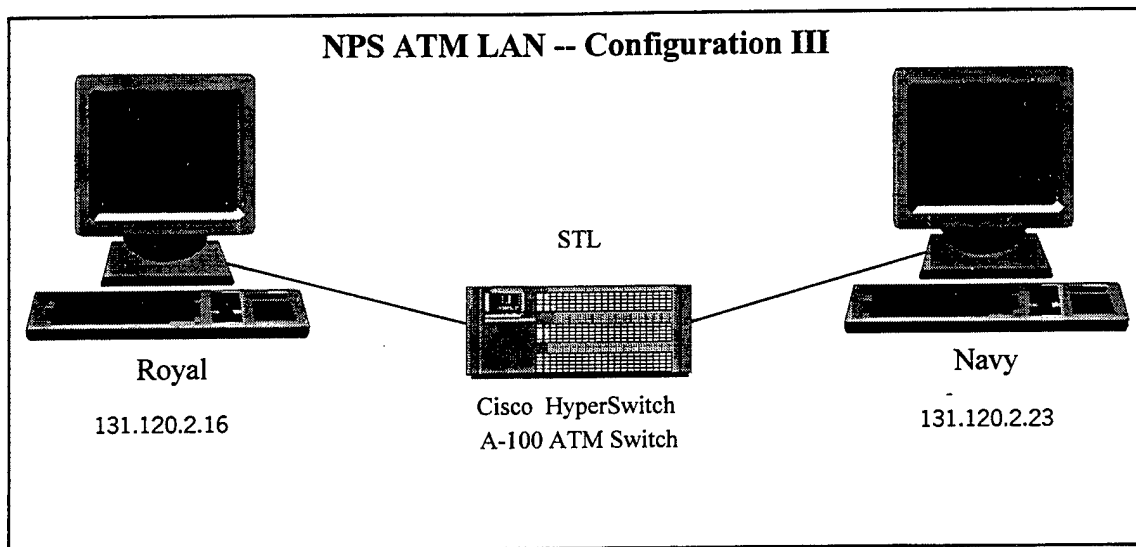 NPS ATM LAN -- Configuration III
STL
Royal
131.120.2.16
Cisco HyperSwitch
A-100 ATM Switch
Navy
131.120.2.23